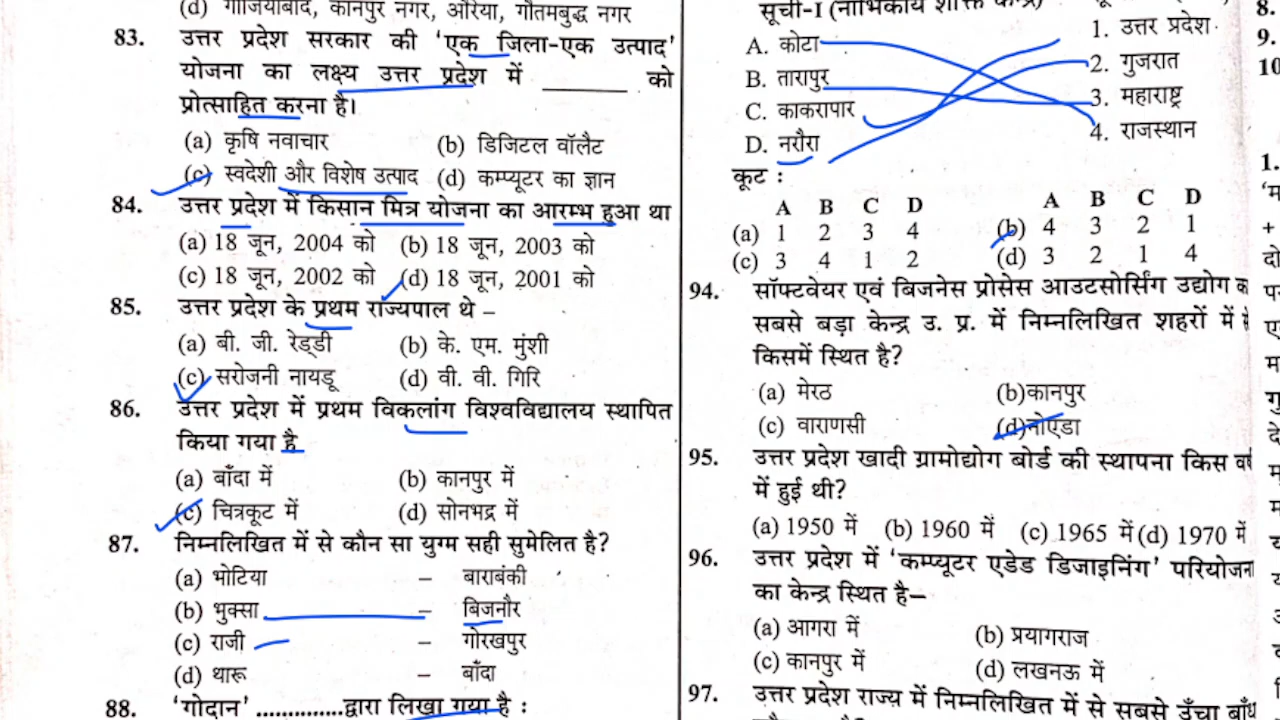 (d) गाजियाबाद, कानपुर नगर, औरैया, गौतमबुद्ध नगर
83. उत्तर प्रदेश सरकार की 'एक जिला-एक उत्पाद'
योजना का लक्ष्य उत्तर प्रदेश में ________ को
प्रोत्साहित करना है।
(a) कृषि नवाचार (b) डिजिटल वॉलैट
(c) स्वदेशी और विशेष उत्पाद (d) कम्प्यूटर का ज्ञान
84. उत्तर प्रदेश में किसान मित्र योजना का आरम्भ हुआ था
(a) 18 जून, 2004 को (b) 18 जून, 2003 को
(c) 18 जून, 2002 को (d) 18 जून, 2001 को
85. उत्तर प्रदेश के प्रथम राज्यपाल थे –
(a) बी. जी. रेड्डी (b) के. एम. मुंशी
(c) सरोजनी नायडू (d) वी. वी. गिरि
86. उत्तर प्रदेश में प्रथम विकलांग विश्वविद्यालय स्थापित
किया गया है
(a) बाँदा में (b) कानपुर में
(c) चित्रकूट में (d) सोनभद्र में
87. निम्नलिखित में से कौन सा युग्म सही सुमेलित है?
(a) भोटिया – बाराबंकी
(b) भुक्सा – बिजनौर
(c) राजी – गोरखपुर
(d) थारू – बाँदा
88. 'गोदान' ..............द्वारा लिखा गया है :
सूची-I (नाभिकीय शक्ति केन्द्र)
A. कोटा 1. उत्तर प्रदेश
B. तारापुर 2. गुजरात
C. काकरापार 3. महाराष्ट्र
D. नरौरा 4. राजस्थान
कूट :
A B C D A B C D
(a) 1 2 3 4 (b) 4 3 2 1
(c) 3 4 1 2 (d) 3 2 1 4
94. सॉफ्टवेयर एवं बिजनेस प्रोसेस आउटसोर्सिंग उद्योग का
सबसे बड़ा केन्द्र उ. प्र. में निम्नलिखित शहरों में से
किसमें स्थित है?
(a) मेरठ (b)कानपुर
(c) वाराणसी (d)नोएडा
95. उत्तर प्रदेश खादी ग्रामोद्योग बोर्ड की स्थापना किस वर्ष
में हुई थी?
(a) 1950 में (b) 1960 में (c) 1965 में (d) 1970 में
96. उत्तर प्रदेश में 'कम्प्यूटर एडेड डिजाइनिंग' परियोजना
का केन्द्र स्थित है–
(a) आगरा में (b) प्रयागराज
(c) कानपुर में (d) लखनऊ में
97. उत्तर प्रदेश राज्य में निम्नलिखित में से सबसे ऊँचा बाँध
8.
9.
10
1.